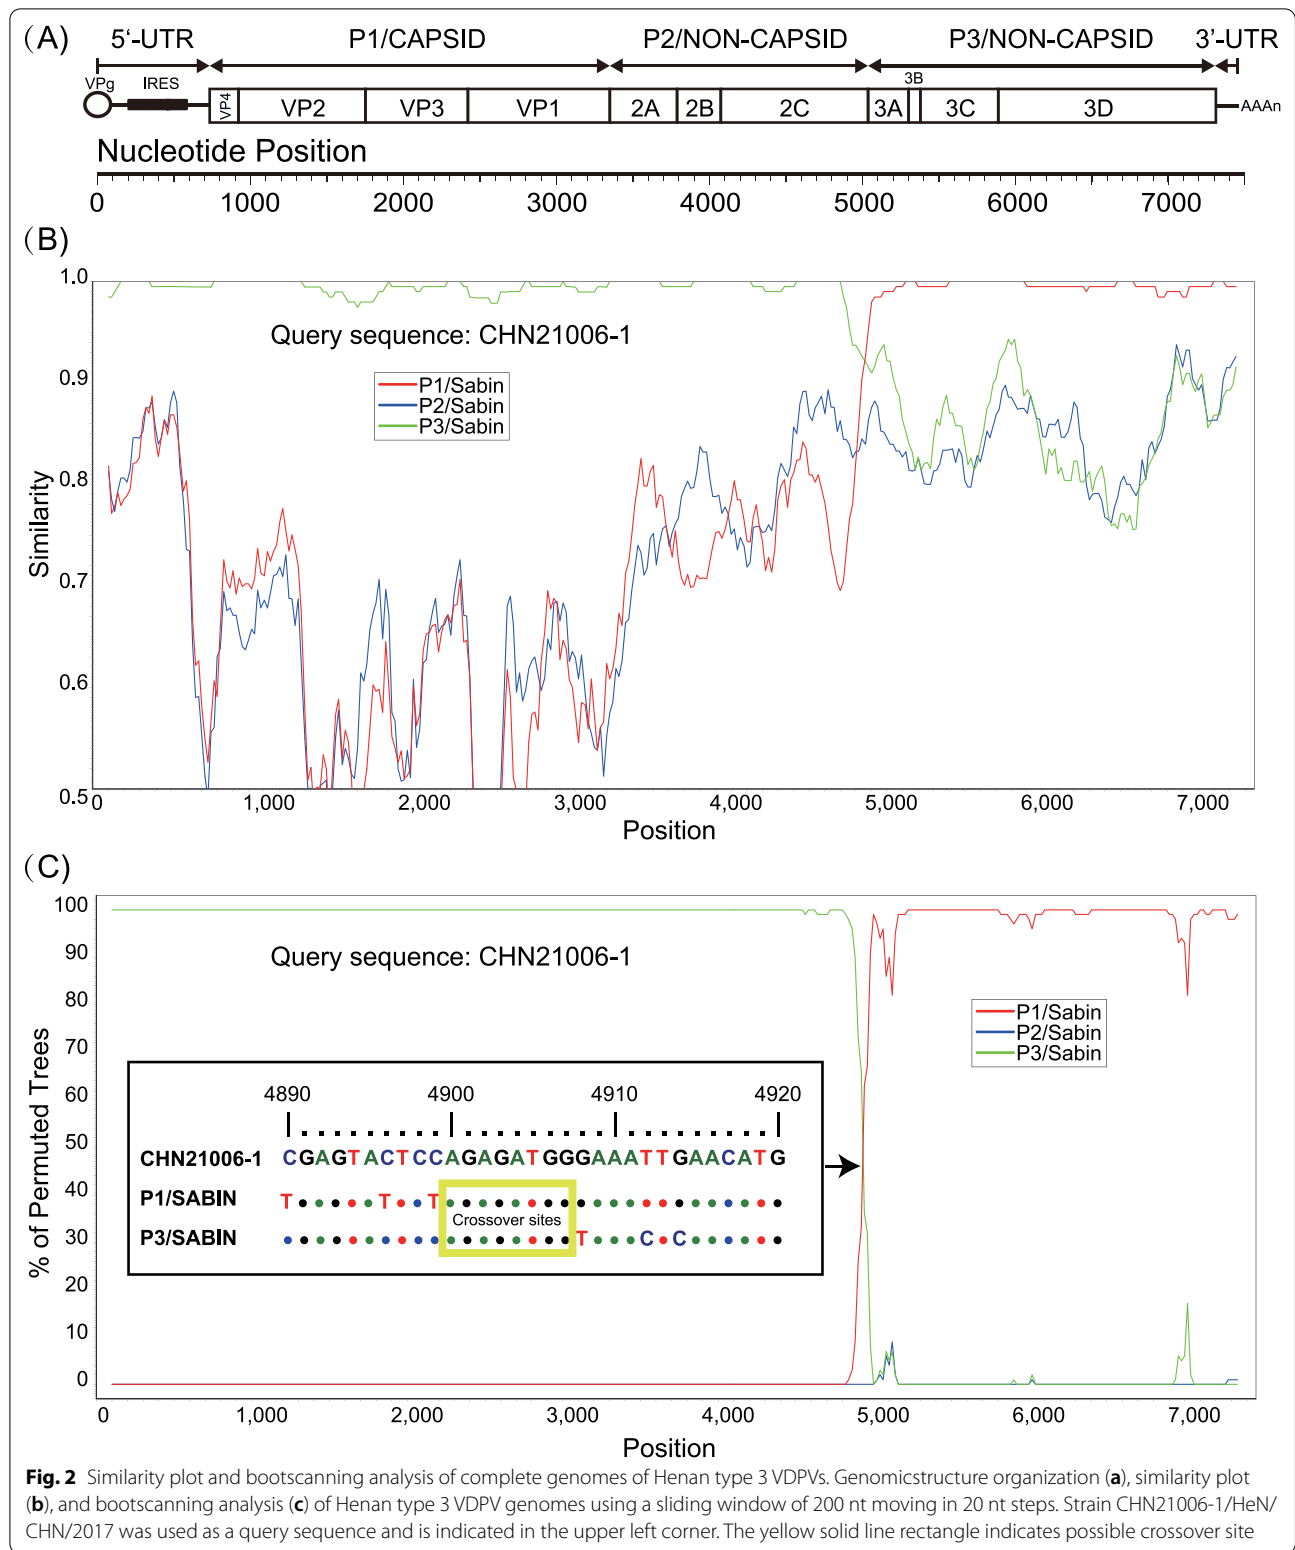 (A)
5‘-UTR P1/CAPSID P2/NON-CAPSID P3/NON-CAPSID 3’-UTR
VPg IRES 3B
VP4 VP2 VP3 VP1 2A 2B 2C 3A 3C 3D AAAn
Nucleotide Position
0 1000 2000 3000 4000 5000 6000 7000
(B)
1.0
0.9
0.8
0.7
0.6
0.5
Similarity
Query sequence: CHN21006-1
P1/Sabin
P2/Sabin
P3/Sabin
0 1,000 2,000 3,000 4,000 5,000 6,000 7,000
Position
(C)
100
90
80
70
60
50
40
30
20
10
0
% of Permuted Trees
Query sequence: CHN21006-1
P1/Sabin
P2/Sabin
P3/Sabin
4890 4900 4910 4920
CHN21006-1 CGAGTACTCCAGAGATGGGAAATTGAACATG
P1/SABIN T T T
Crossover sites
P3/SABIN T C C
0 1,000 2,000 3,000 4,000 5,000 6,000 7,000
Position
Fig. 2 Similarity plot and bootscanning analysis of complete genomes of Henan type 3 VDPVs. Genomicstructure organization (a), similarity plot
(b), and bootscanning analysis (c) of Henan type 3 VDPV genomes using a sliding window of 200 nt moving in 20 nt steps. Strain CHN21006-1/HeN/
CHN/2017 was used as a query sequence and is indicated in the upper left corner. The yellow solid line rectangle indicates possible crossover site